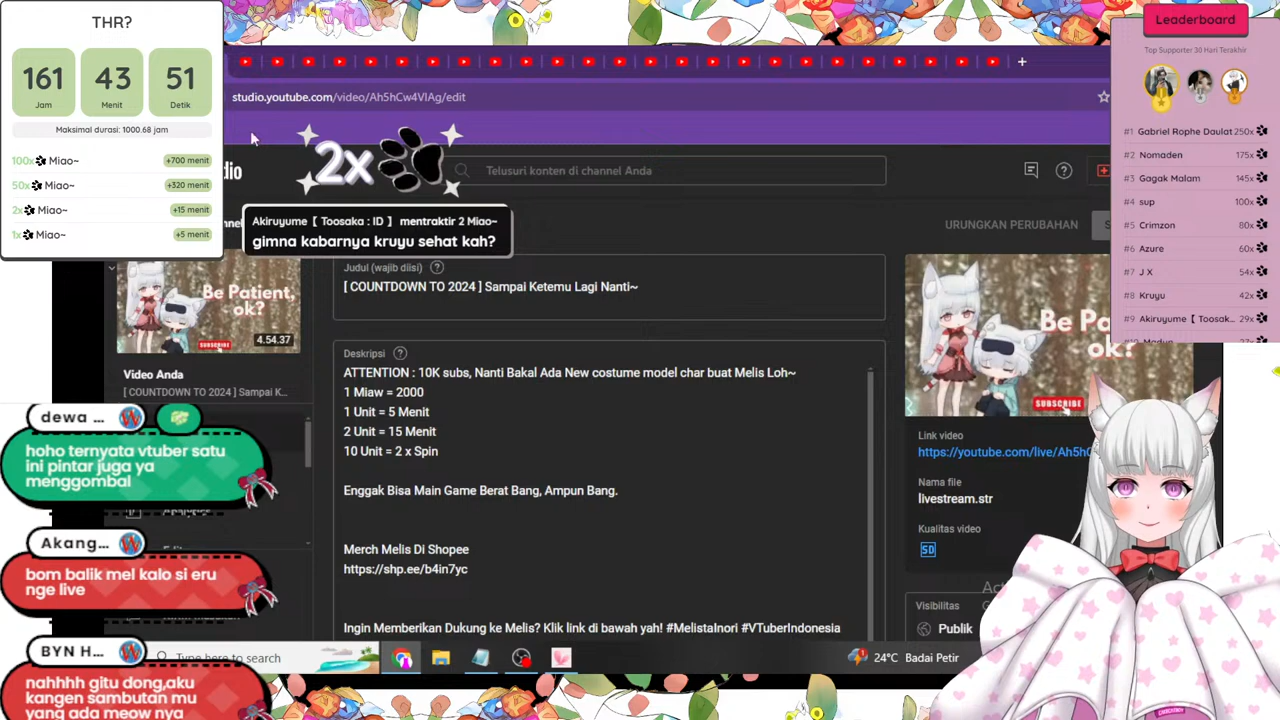 THR?
161
43
51
Jam
Menit
Detik
Maksimal durasi: 1000.68 jam
100x Miao~
+700 menit
50x Miao~
+320 menit
2x Miao~
+15 menit
1x Miao~
+5 menit
studio.youtube.com/video/Ah5hCw4VIAg/edit
2x
Telusuri konten di channel Anda
Akiruyume【 Toosaka : ID 】 mentraktir 2 Miao~
gimna kabarnya kruyu sehat kah?
URUNGKAN PERUBAHAN
S
Judul (wajib diisi)
[ COUNTDOWN TO 2024 ] Sampai Ketemu Lagi Nanti~
Deskripsi
ATTENTION : 10K subs, Nanti Bakal Ada New costume model char buat Melis Loh~
1 Miaw = 2000
1 Unit = 5 Menit
2 Unit = 15 Menit
10 Unit = 2 x Spin
Enggak Bisa Main Game Berat Bang, Ampun Bang.
Merch Melis Di Shopee
https://shp.ee/b4in7yc
Ingin Memberikan Dukung ke Melis? Klik link di bawah yah! #MelistaInori #VTuberIndonesia
Be Patient,
ok?
SUBSCRIBE
4.54.37
Video Anda
[ COUNTDOWN TO 2024 ] Sampai K...
dewa ...
hoho ternyata vtuber satu
ini pintar juga ya
menggombal
Akang...
bom balik mel kalo si eru
nge live
BYN H...
nahhhh gitu dong,aku
kangen sambutan mu
yang ada meow nya
Type here to search
24°C Badai Petir
Be Pa
ok?
SUBSCRIBE
Link video
https://youtube.com/live/Ah5hC
Nama file
livestream.str
Kualitas video
SD
Visibilitas
Publik
Leaderboard
Top Supporter 30 Hari Terakhir
#1 Gabriel Rophe Daulat 250x
#2 Nomaden 175x
#3 Gagak Malam 145x
#4 sup 100x
#5 Crimzon 80x
#6 Azure 60x
#7 J X 54x
#8 Kruyu 42x
#9 Akiruyume【 Toosak... 29x